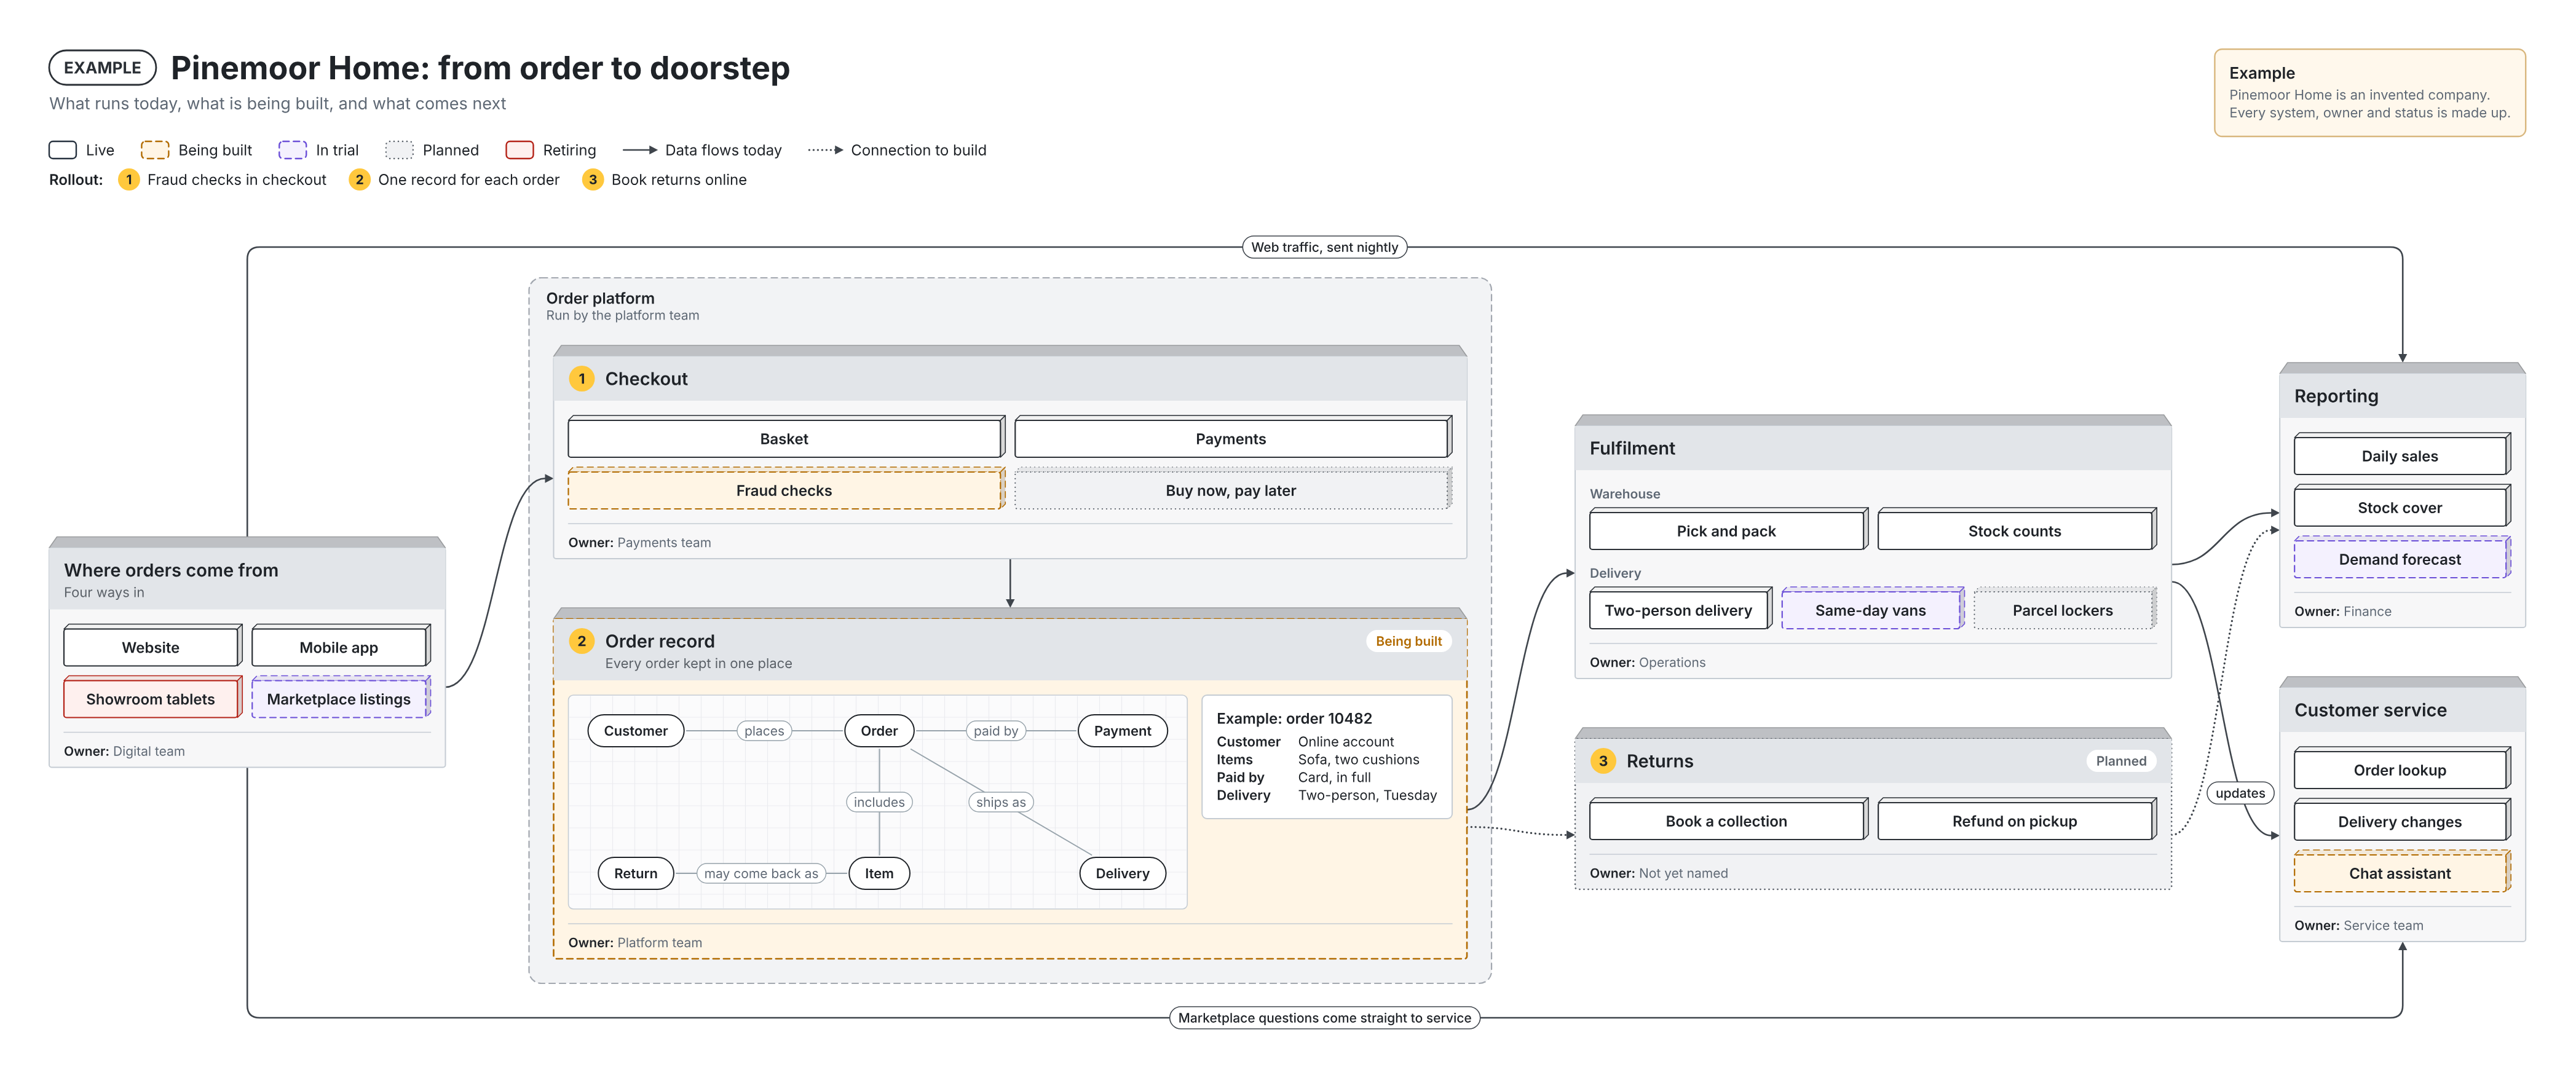 EXAMPLE
Pinemoor Home: from order to doorstep
What runs today, what is being built, and what comes next
Example
Pinemoor Home is an invented company.
Every system, owner and status is made up.
Live
Being built
In trial
Planned
Retiring
Data flows today
Connection to build
Rollout:
1 Fraud checks in checkout
2 One record for each order
3 Book returns online
Web traffic, sent nightly
Where orders come from
Four ways in
Website
Mobile app
Showroom tablets
Marketplace listings
Owner: Digital team
Order platform
Run by the platform team
1 Checkout
Basket
Payments
Fraud checks
Buy now, pay later
Owner: Payments team
2 Order record
Every order kept in one place
Being built
Customer
places
Order
paid by
Payment
includes
ships as
Return
may come back as
Item
Delivery
Example: order 10482
Customer Online account
Items Sofa, two cushions
Paid by Card, in full
Delivery Two-person, Tuesday
Owner: Platform team
Fulfilment
Warehouse
Pick and pack
Stock counts
Delivery
Two-person delivery
Same-day vans
Parcel lockers
Owner: Operations
3 Returns
Planned
Book a collection
Refund on pickup
Owner: Not yet named
Reporting
Daily sales
Stock cover
Demand forecast
Owner: Finance
updates
Customer service
Order lookup
Delivery changes
Chat assistant
Owner: Service team
Marketplace questions come straight to service